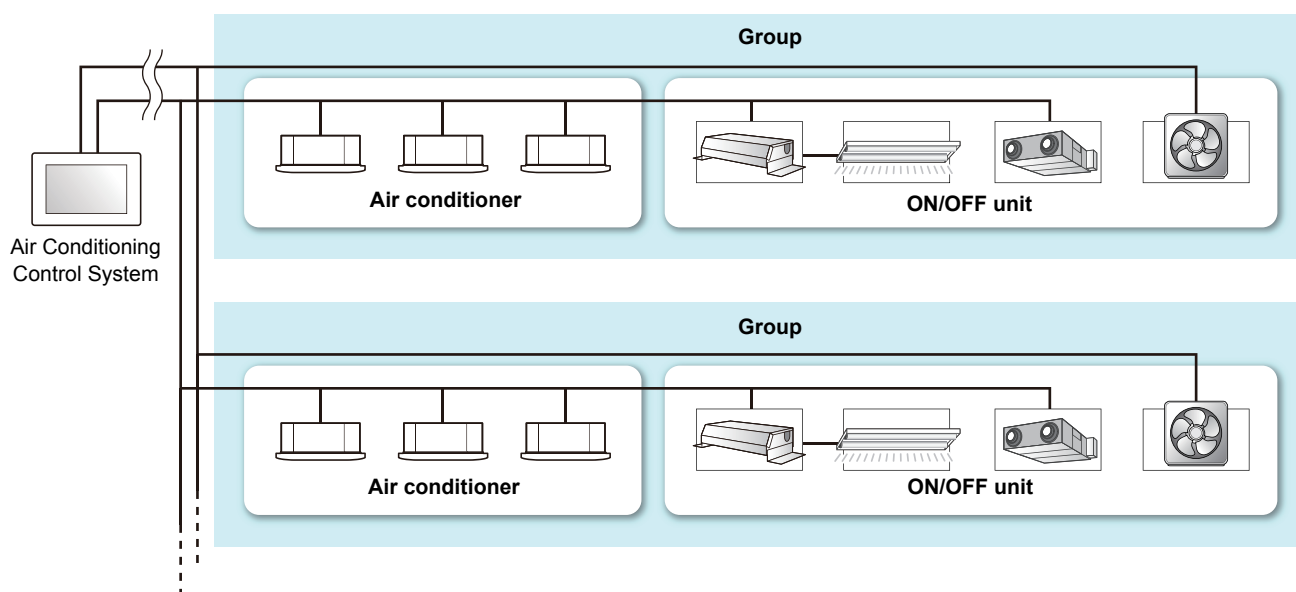 Group
Air conditioner
ON/OFF unit
Air Conditioning
Control System
Group
Air conditioner
ON/OFF unit